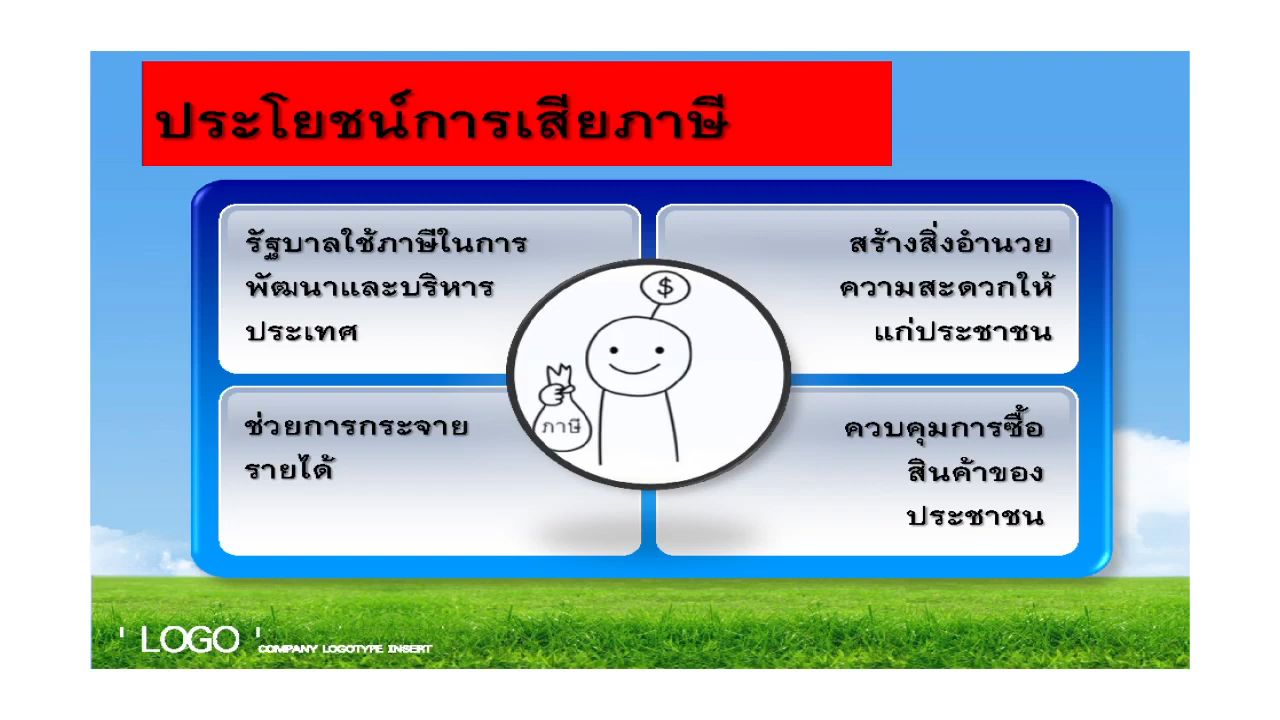 ประโยชน์การเสียภาษี
รัฐบาลใช้ภาษีในการ
พัฒนาและบริหาร
ประเทศ
สร้างสิ่งอำนวย
ความสะดวกให้
แก่ประชาชน
$
ภาษี
ช่วยการกระจาย
รายได้
ควบคุมการซื้อ
สินค้าของ
ประชาชน
' LOGO '
COMPANY LOGOTYPE INSERT